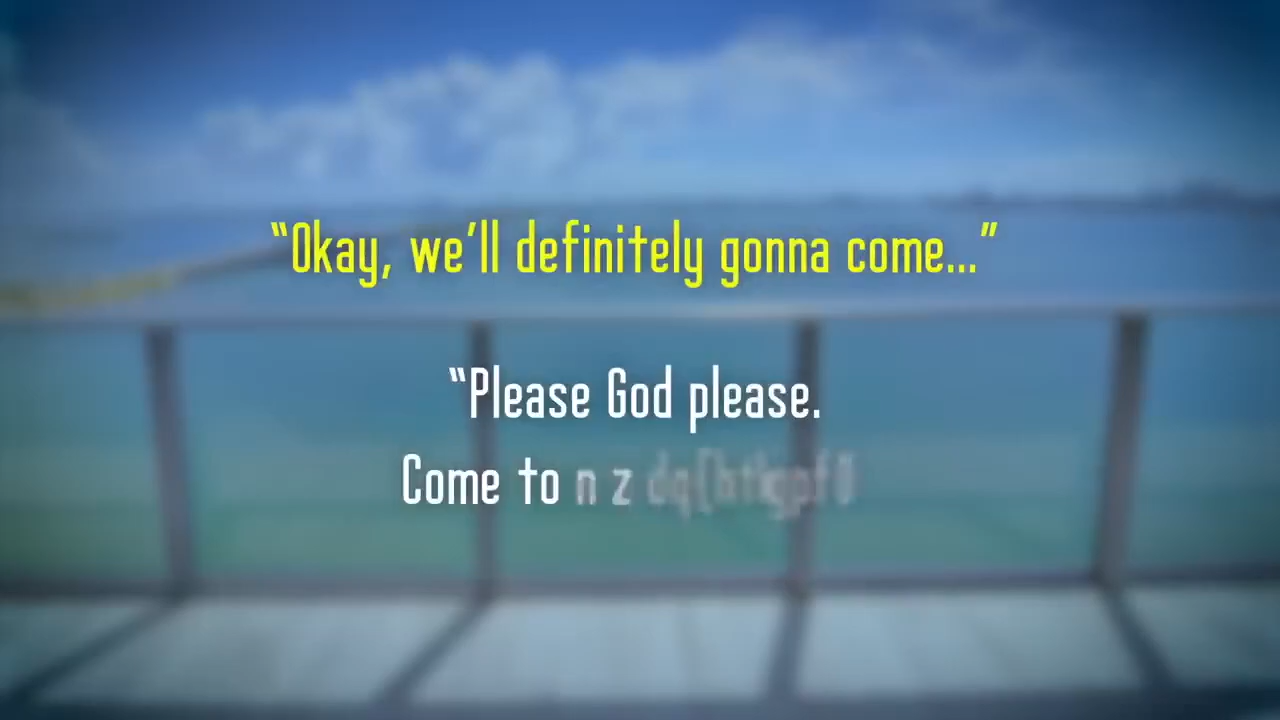 “Okay, we’ll definitely gonna come...”
“Please God please.
Come to n z